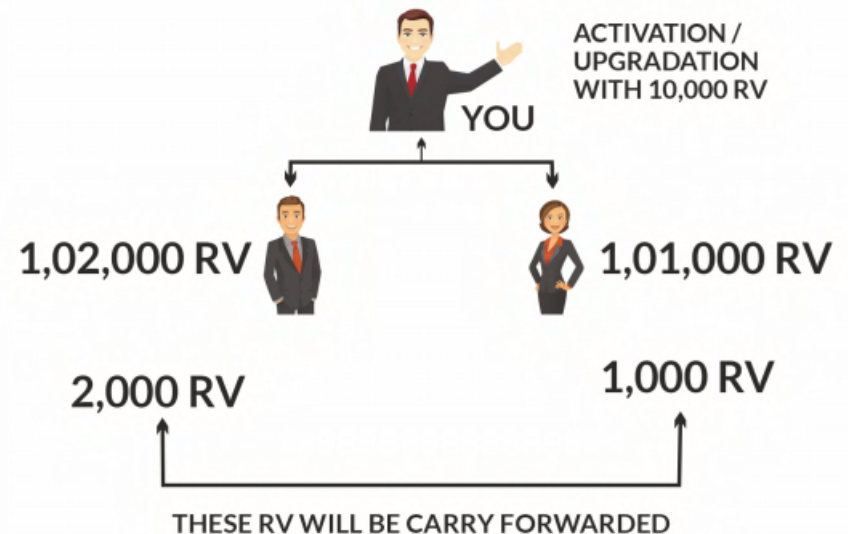 ACTIVATION /
UPGRADATION
WITH 10,000 RV
YOU
1,02,000 RV
1,01,000 RV
2,000 RV
1,000 RV
THESE RV WILL BE CARRY FORWARDED